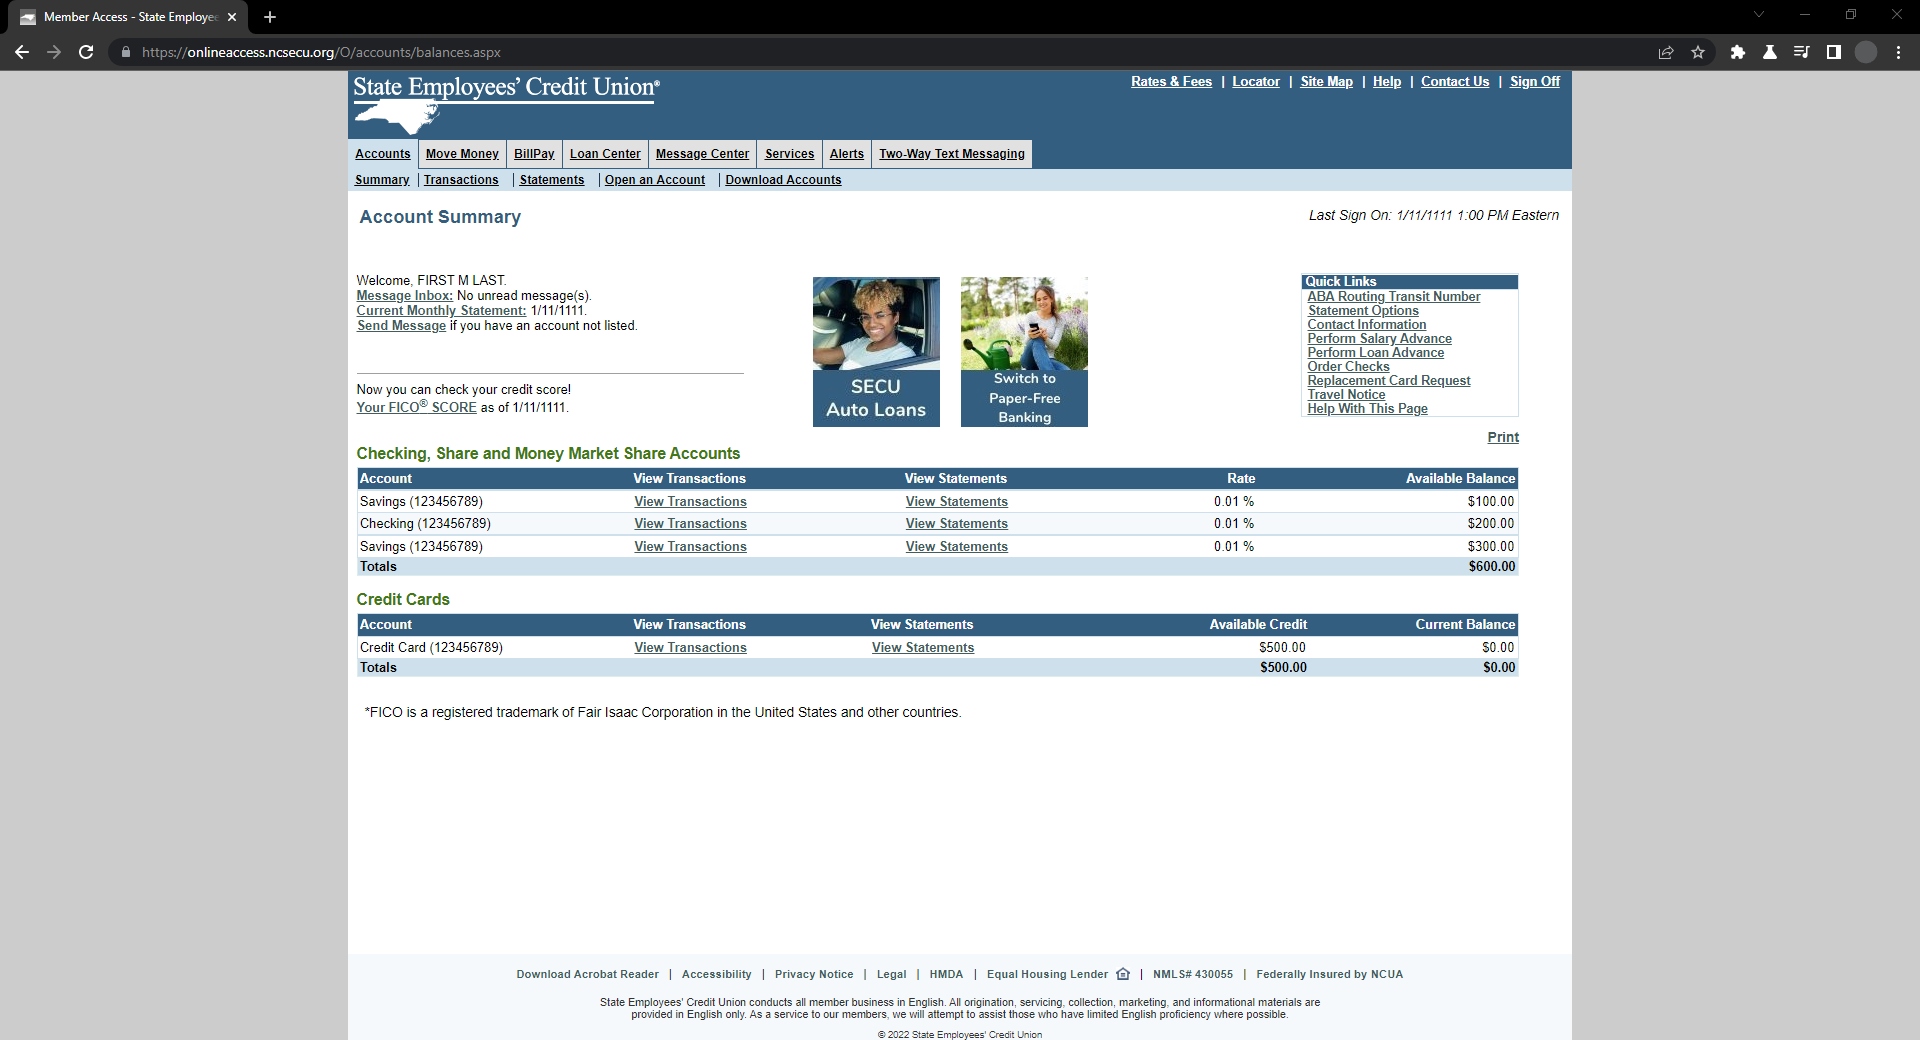 Member Access - State Employee
https://onlineaccess.ncsecu.org/O/accounts/balances.aspx
State Employees' Credit Union®
Rates & Fees | Locator | Site Map | Help | Contact Us | Sign Off
Accounts Move Money BillPay Loan Center Message Center Services Alerts Two-Way Text Messaging
Summary | Transactions | Statements | Open an Account | Download Accounts
Account Summary
Last Sign On: 1/11/1111 1:00 PM Eastern
Welcome, FIRST M LAST.
Message Inbox: No unread message(s).
Current Monthly Statement: 1/11/1111.
Send Message if you have an account not listed.
Now you can check your credit score!
Your FICO® SCORE as of 1/11/1111.
SECU
Auto Loans
Switch to
Paper-Free
Banking
Quick Links
ABA Routing Transit Number
Statement Options
Contact Information
Perform Salary Advance
Perform Loan Advance
Order Checks
Replacement Card Request
Travel Notice
Help With This Page
Print
Checking, Share and Money Market Share Accounts
Account View Transactions View Statements Rate Available Balance
Savings (123456789) View Transactions View Statements 0.01 % $100.00
Checking (123456789) View Transactions View Statements 0.01 % $200.00
Savings (123456789) View Transactions View Statements 0.01 % $300.00
Totals $600.00
Credit Cards
Account View Transactions View Statements Available Credit Current Balance
Credit Card (123456789) View Transactions View Statements $500.00 $0.00
Totals $500.00 $0.00
*FICO is a registered trademark of Fair Isaac Corporation in the United States and other countries.
Download Acrobat Reader | Accessibility | Privacy Notice | Legal | HMDA | Equal Housing Lender | NMLS# 430055 | Federally Insured by NCUA
State Employees' Credit Union conducts all member business in English. All origination, servicing, collection, marketing, and informational materials are
provided in English only. As a service to our members, we will attempt to assist those who have limited English proficiency where possible.
© 2022 State Employees' Credit Union